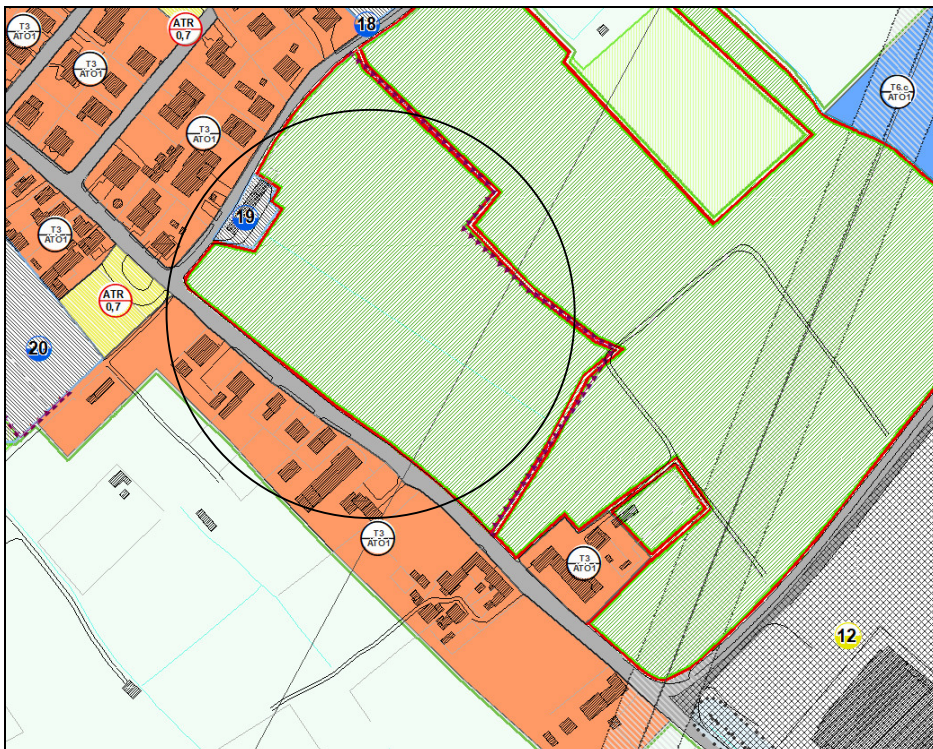 18
T3
ATO1
ATR
0,7
T3
ATO1
T6.c
ATO1
T3
ATO1
19
T3
ATO1
ATR
0,7
20
T3
ATO1
T3
ATO1
12